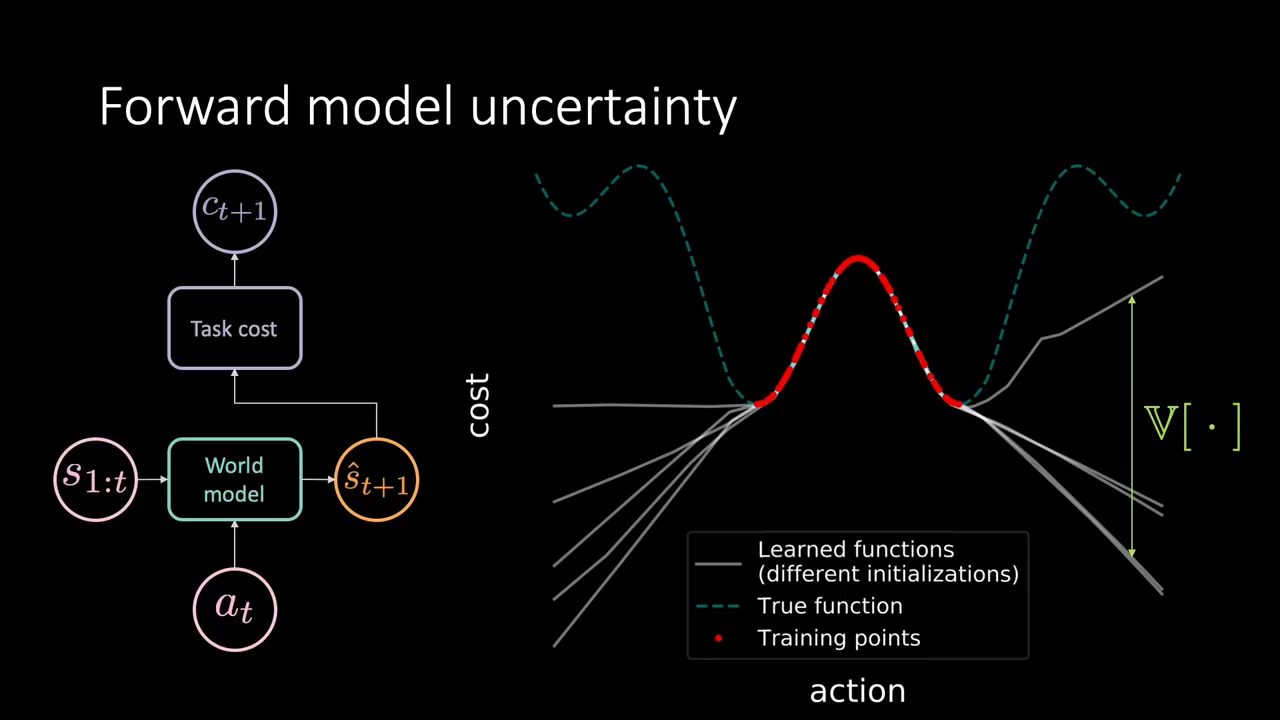 Forward model uncertainty
c_{t+1}
Task cost
s_{1:t}
World
model
ŝ_{t+1}
a_t
cost
𝕍[ · ]
Learned functions
(different initializations)
True function
Training points
action